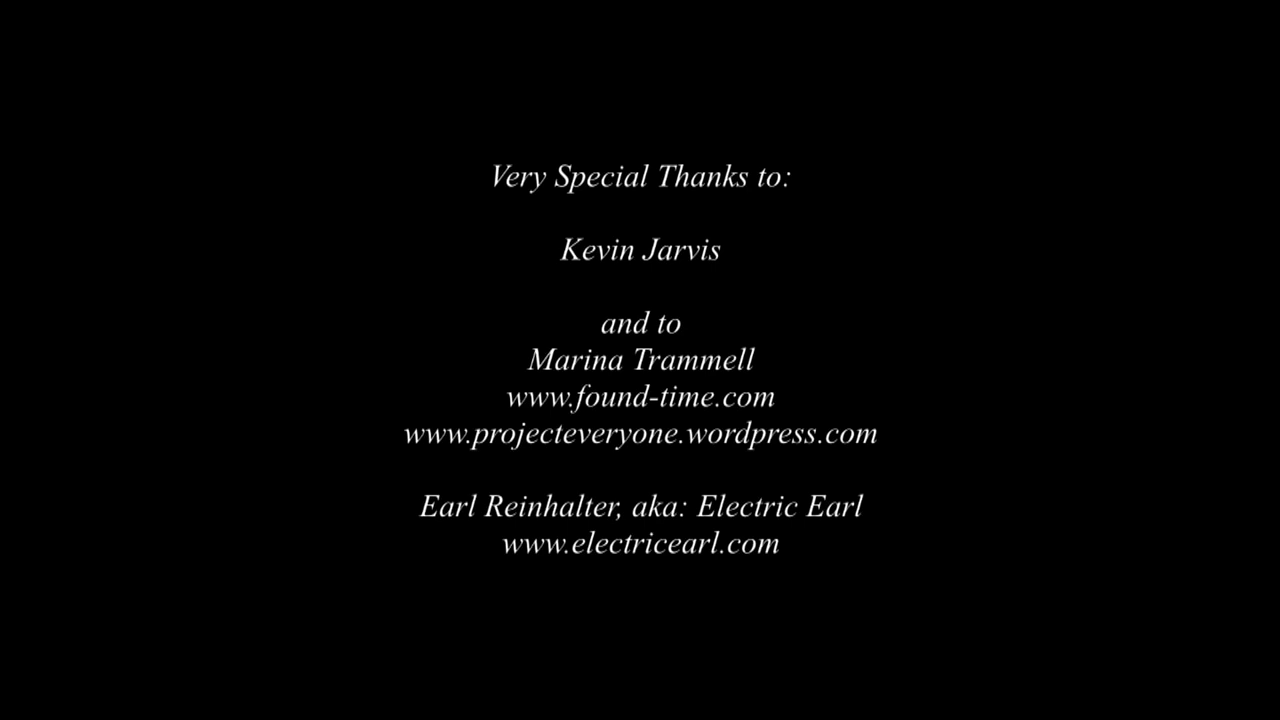 Very Special Thanks to:
Kevin Jarvis
and to
Marina Trammell
www.found-time.com
www.projecteveryone.wordpress.com
Earl Reinhalter, aka: Electric Earl
www.electricearl.com